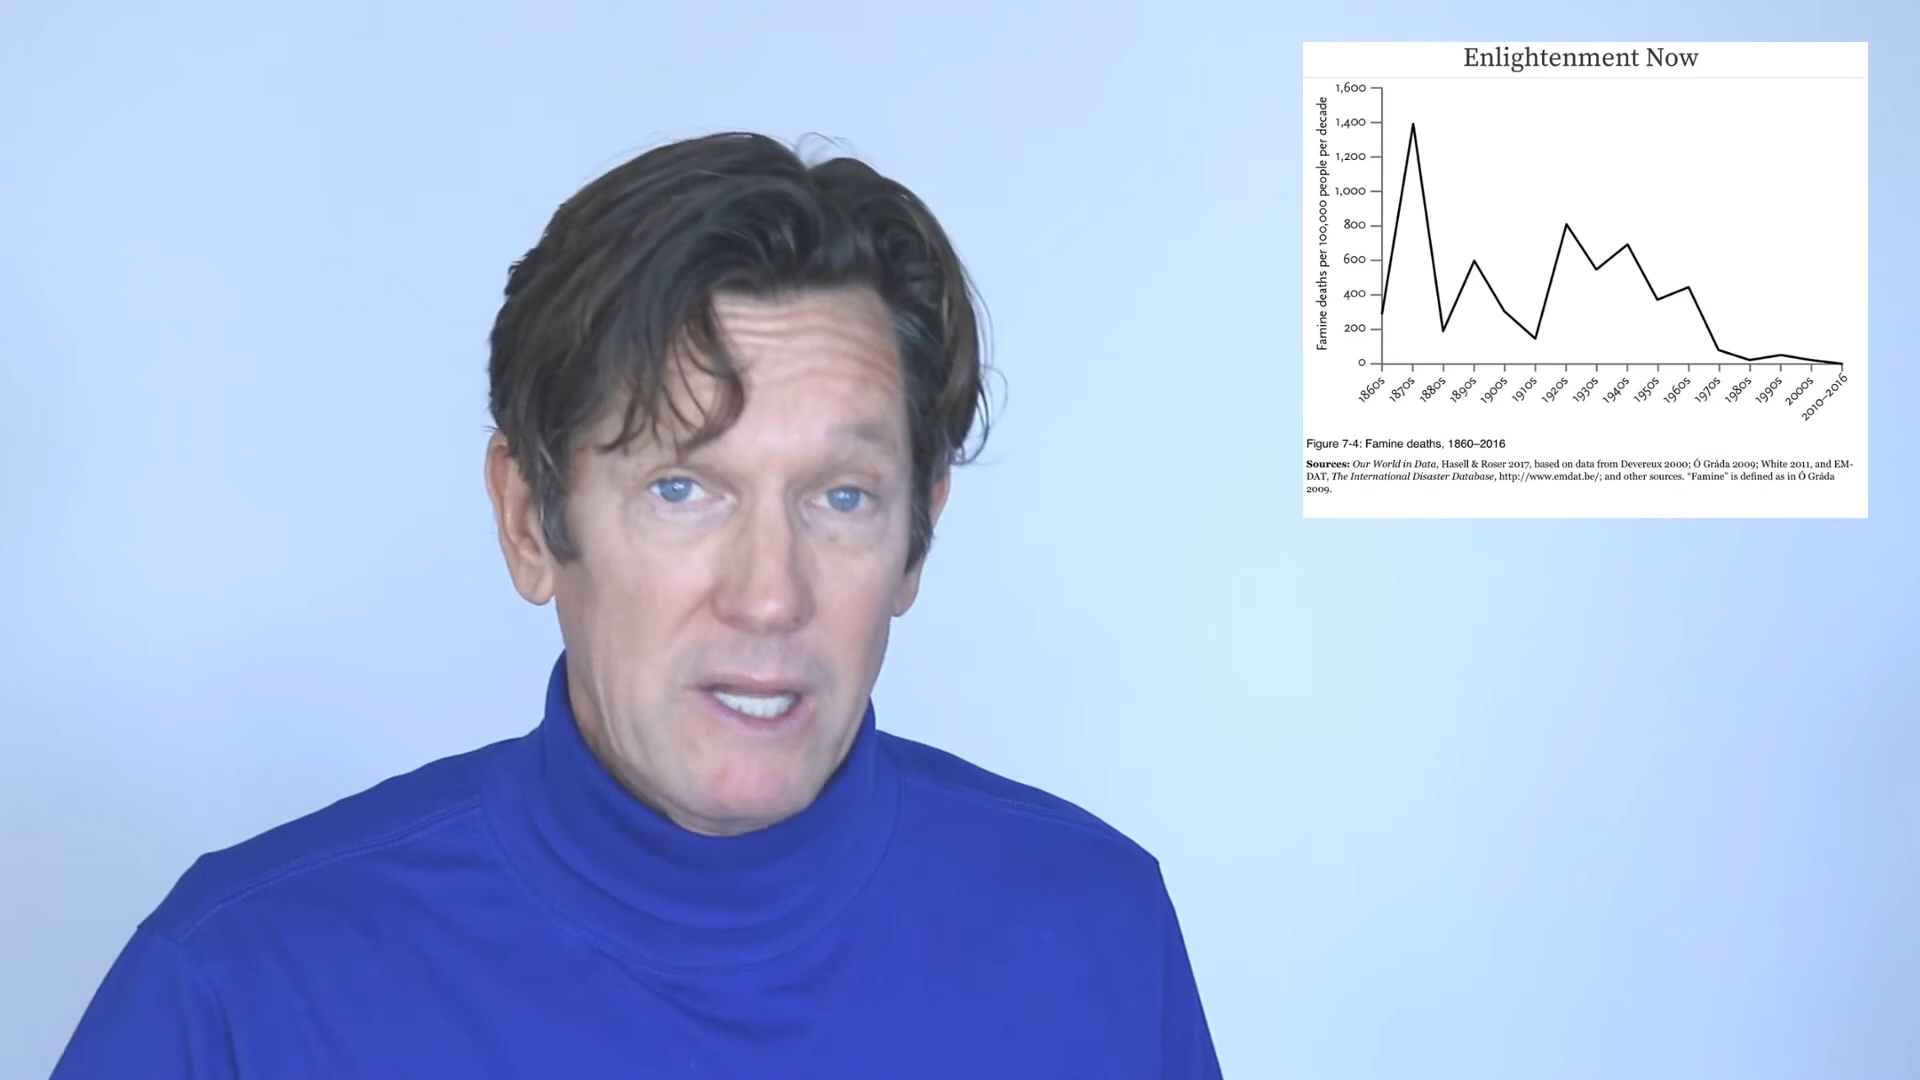 Enlightenment Now
Famine deaths per 100,000 people per decade
1,600
1,400
1,200
1,000
800
600
400
200
0
1860s
1870s
1880s
1890s
1900s
1910s
1920s
1930s
1940s
1950s
1960s
1970s
1980s
1990s
2000s
2010–2016
Figure 7-4: Famine deaths, 1860–2016
Sources: Our World in Data, Hasell & Roser 2017, based on data from Devereux 2000; Ó Gráda 2009; White 2011, and EM-
DAT, The International Disaster Database, http://www.emdat.be/; and other sources. “Famine” is defined as in Ó Gráda
2009.